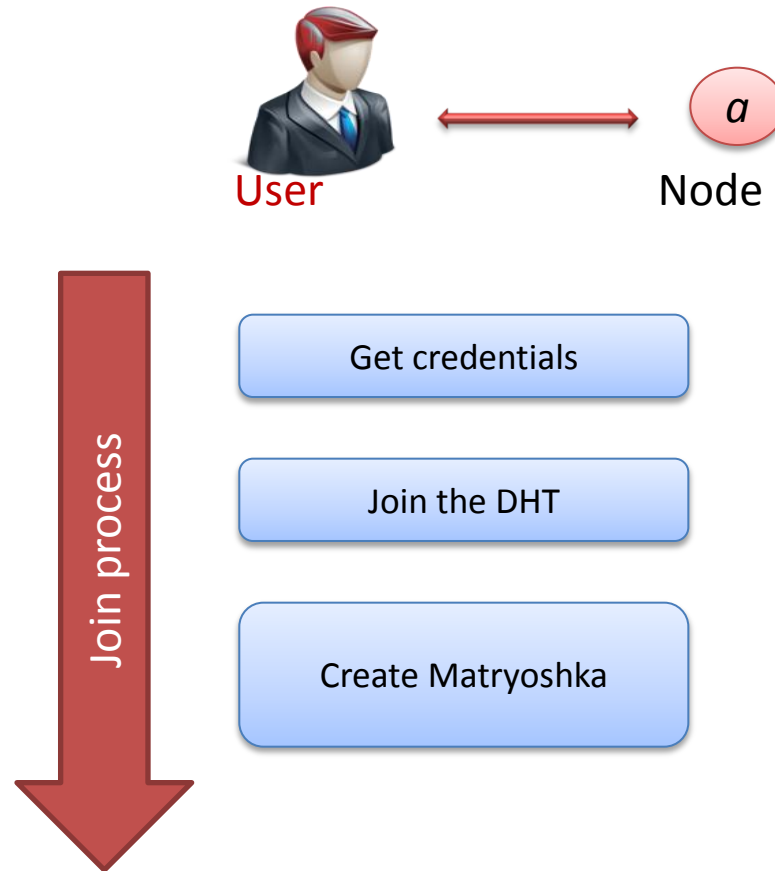 a
User
Node
Join process
Get credentials
Join the DHT
Create Matryoshka